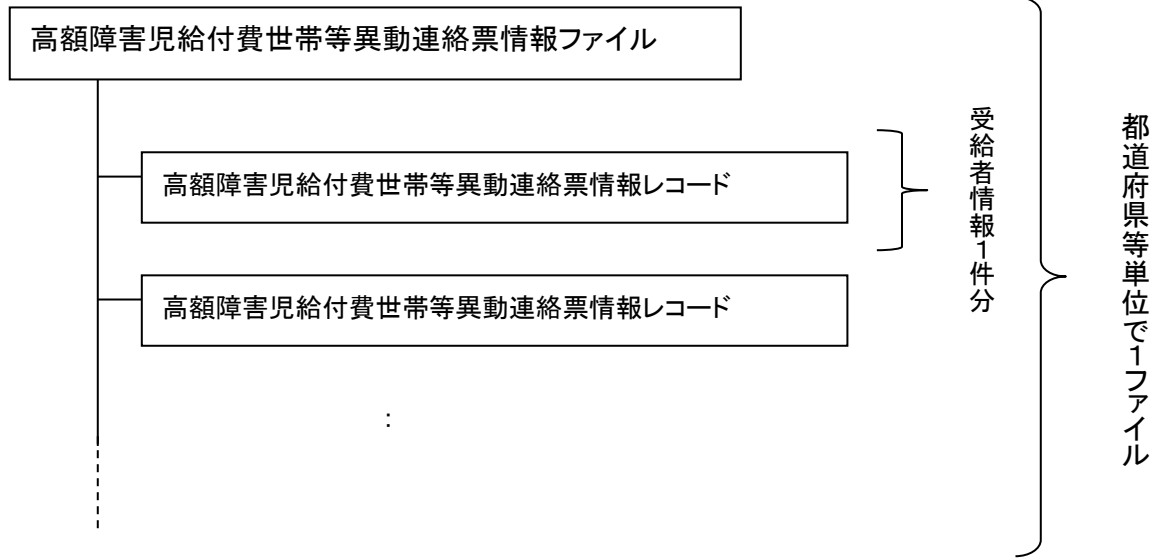 高額障害児給付費世帯等異動連絡票情報ファイル
高額障害児給付費世帯等異動連絡票情報レコード
高額障害児給付費世帯等異動連絡票情報レコード
:
受給者情報1件分
都道府県等単位で1ファイル